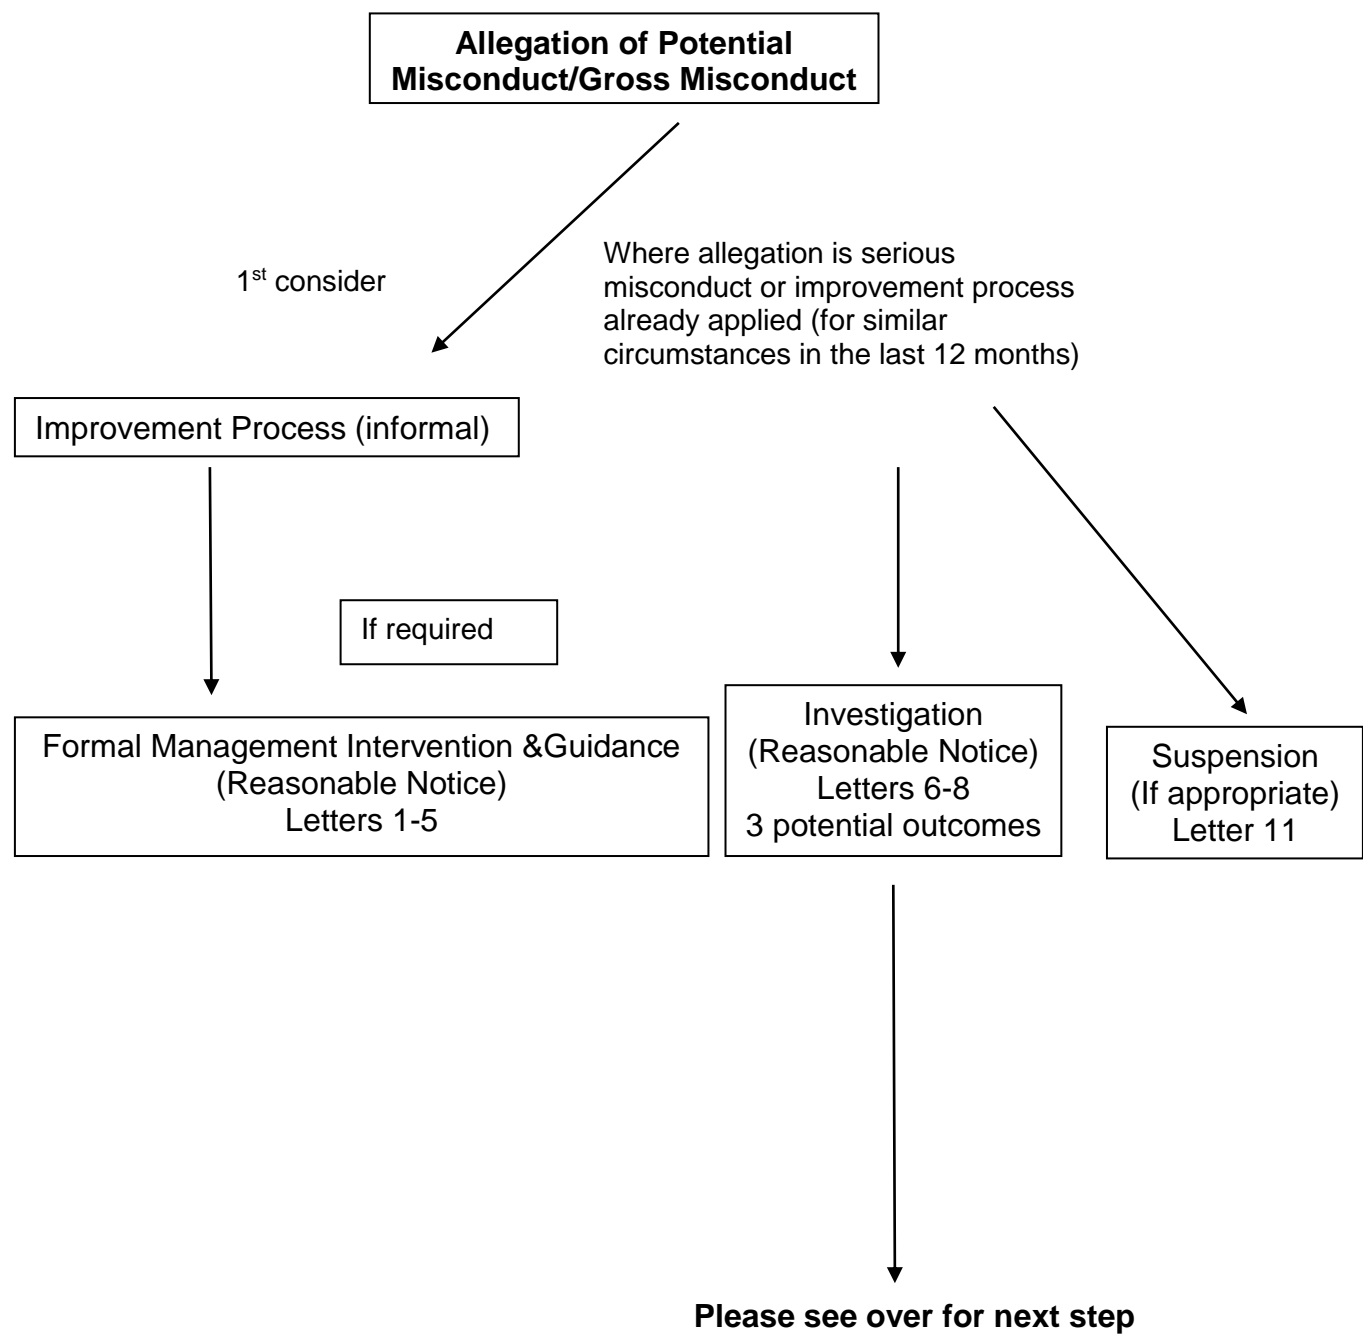 Allegation of Potential
Misconduct/Gross Misconduct
1st consider
Where allegation is serious
misconduct or improvement process
already applied (for similar
circumstances in the last 12 months)
Improvement Process (informal)
If required
Formal Management Intervention &Guidance
(Reasonable Notice)
Letters 1-5
Investigation
(Reasonable Notice)
Letters 6-8
3 potential outcomes
Suspension
(If appropriate)
Letter 11
Please see over for next step